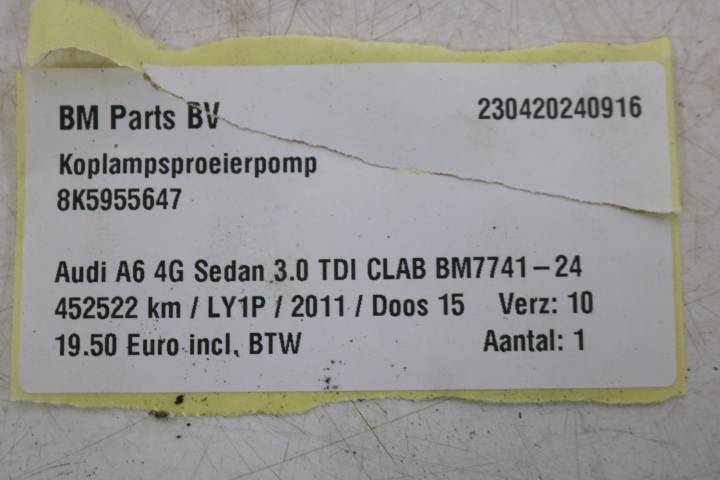 BM Parts BV 230420240916
Koplampsproeierpomp
8K5955647
Audi A6 4G Sedan 3.0 TDI CLAB BM7741-24
452522 km / LY1P / 2011 / Doos 15 Verz: 10
19.50 Euro incl. BTW Aantal: 1